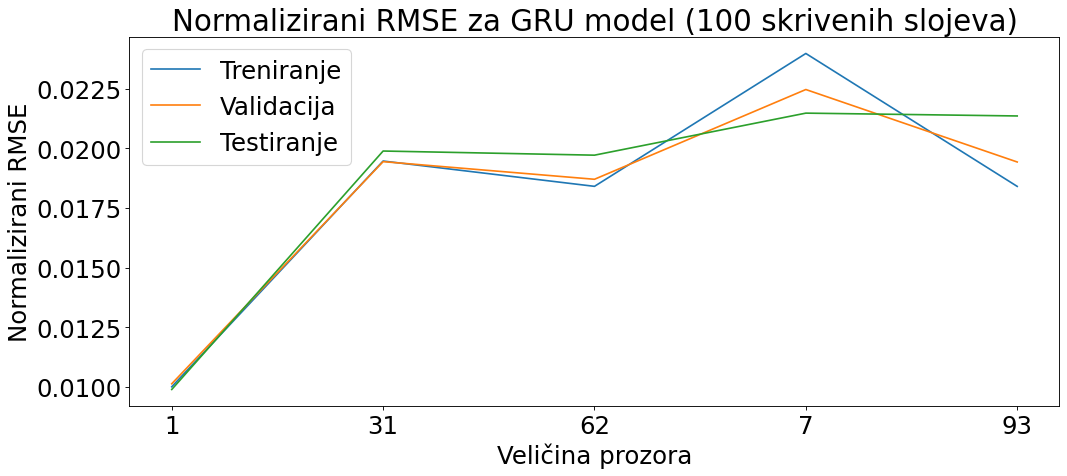 Normalizirani RMSE za GRU model (100 skrivenih slojeva)
Treniranje
Validacija
Testiranje
Normalizirani RMSE
0.0225
0.0200
0.0175
0.0150
0.0125
0.0100
1 31 62 7 93
Veličina prozora